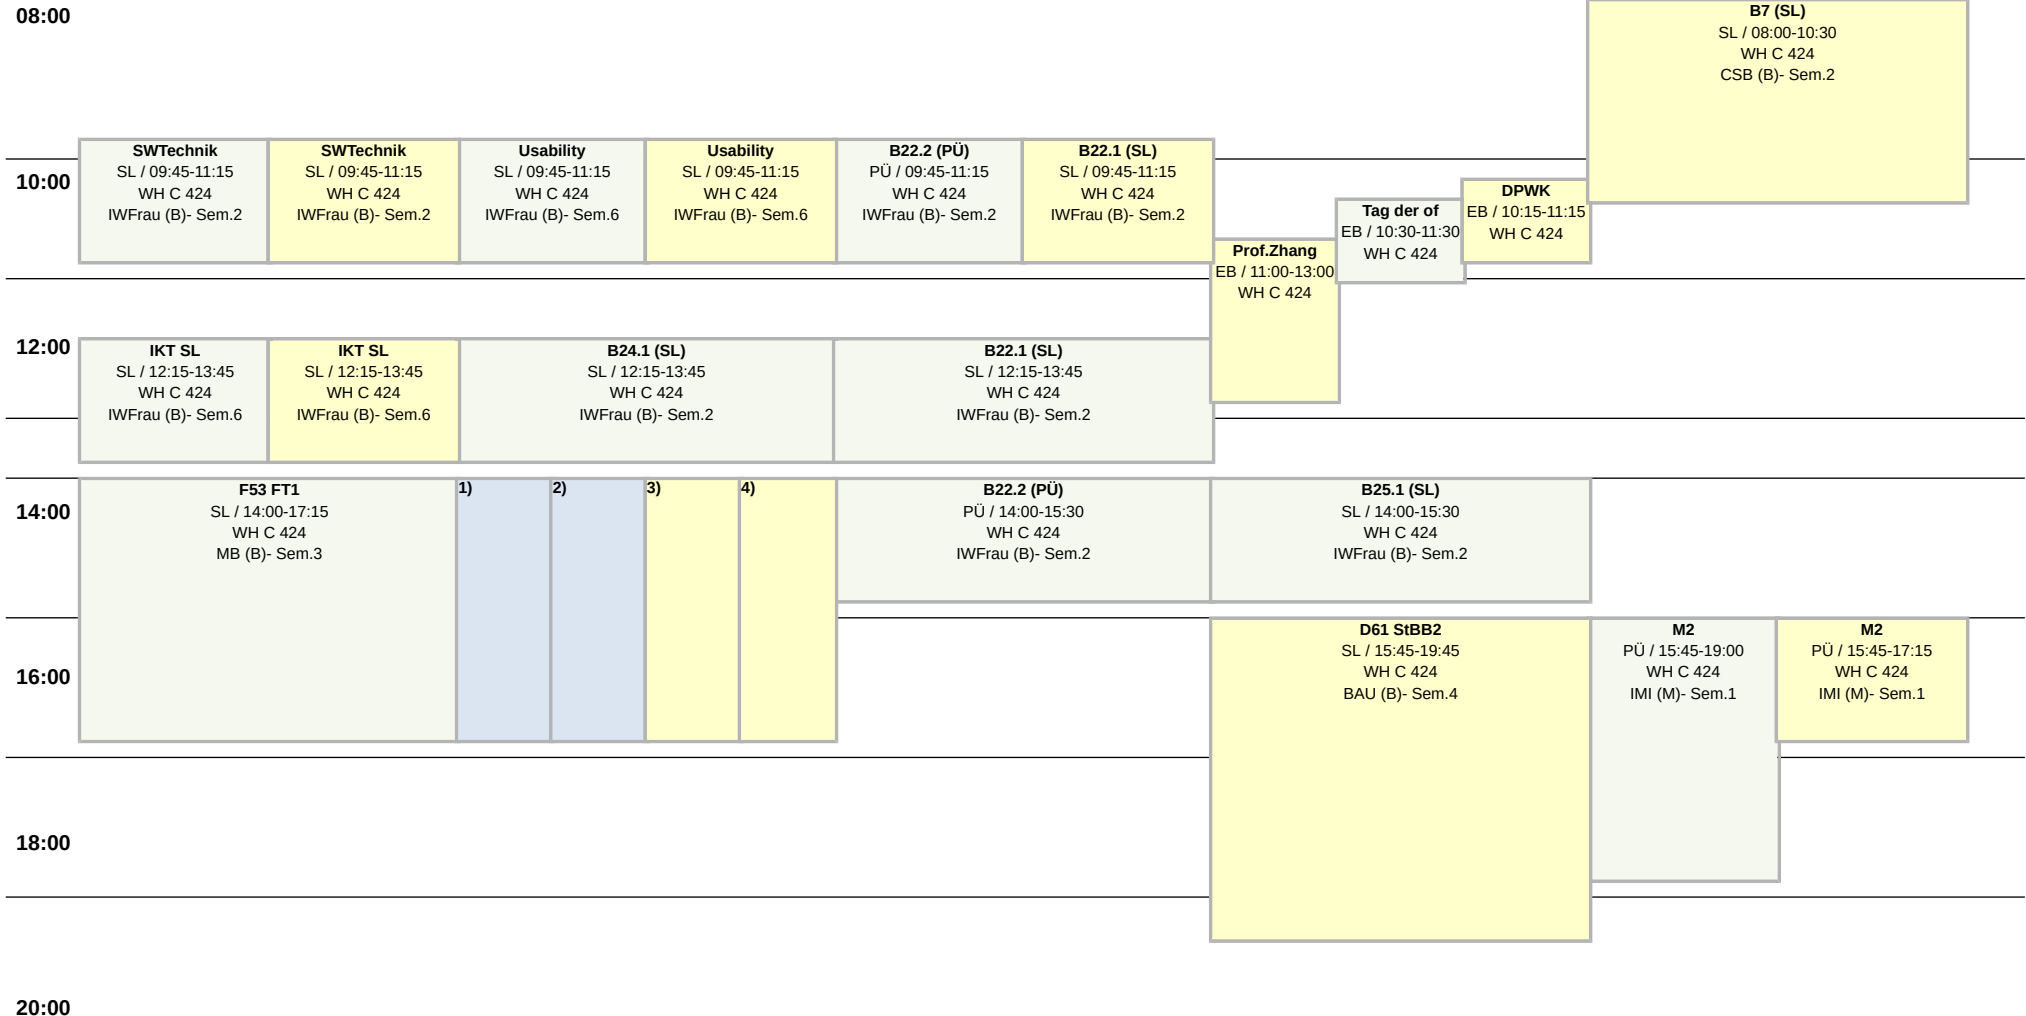 08:00
B7 (SL)
SL / 08:00-10:30
WH C 424
CSB (B)- Sem.2
SWTechnik
SL / 09:45-11:15
WH C 424
IWFrau (B)- Sem.2
SWTechnik
SL / 09:45-11:15
WH C 424
IWFrau (B)- Sem.2
Usability
SL / 09:45-11:15
WH C 424
IWFrau (B)- Sem.6
Usability
SL / 09:45-11:15
WH C 424
IWFrau (B)- Sem.6
B22.2 (PÜ)
PÜ / 09:45-11:15
WH C 424
IWFrau (B)- Sem.2
B22.1 (SL)
SL / 09:45-11:15
WH C 424
IWFrau (B)- Sem.2
10:00
Prof.Zhang
EB / 11:00-13:00
WH C 424
Tag der of
EB / 10:30-11:30
WH C 424
DPWK
EB / 10:15-11:15
WH C 424
12:00
IKT SL
SL / 12:15-13:45
WH C 424
IWFrau (B)- Sem.6
IKT SL
SL / 12:15-13:45
WH C 424
IWFrau (B)- Sem.6
B24.1 (SL)
SL / 12:15-13:45
WH C 424
IWFrau (B)- Sem.2
B22.1 (SL)
SL / 12:15-13:45
WH C 424
IWFrau (B)- Sem.2
14:00
F53 FT1
SL / 14:00-17:15
WH C 424
MB (B)- Sem.3
1)
2)
3)
4)
B22.2 (PÜ)
PÜ / 14:00-15:30
WH C 424
IWFrau (B)- Sem.2
B25.1 (SL)
SL / 14:00-15:30
WH C 424
IWFrau (B)- Sem.2
16:00
D61 StBB2
SL / 15:45-19:45
WH C 424
BAU (B)- Sem.4
M2
PÜ / 15:45-19:00
WH C 424
IMI (M)- Sem.1
M2
PÜ / 15:45-17:15
WH C 424
IMI (M)- Sem.1
18:00
20:00